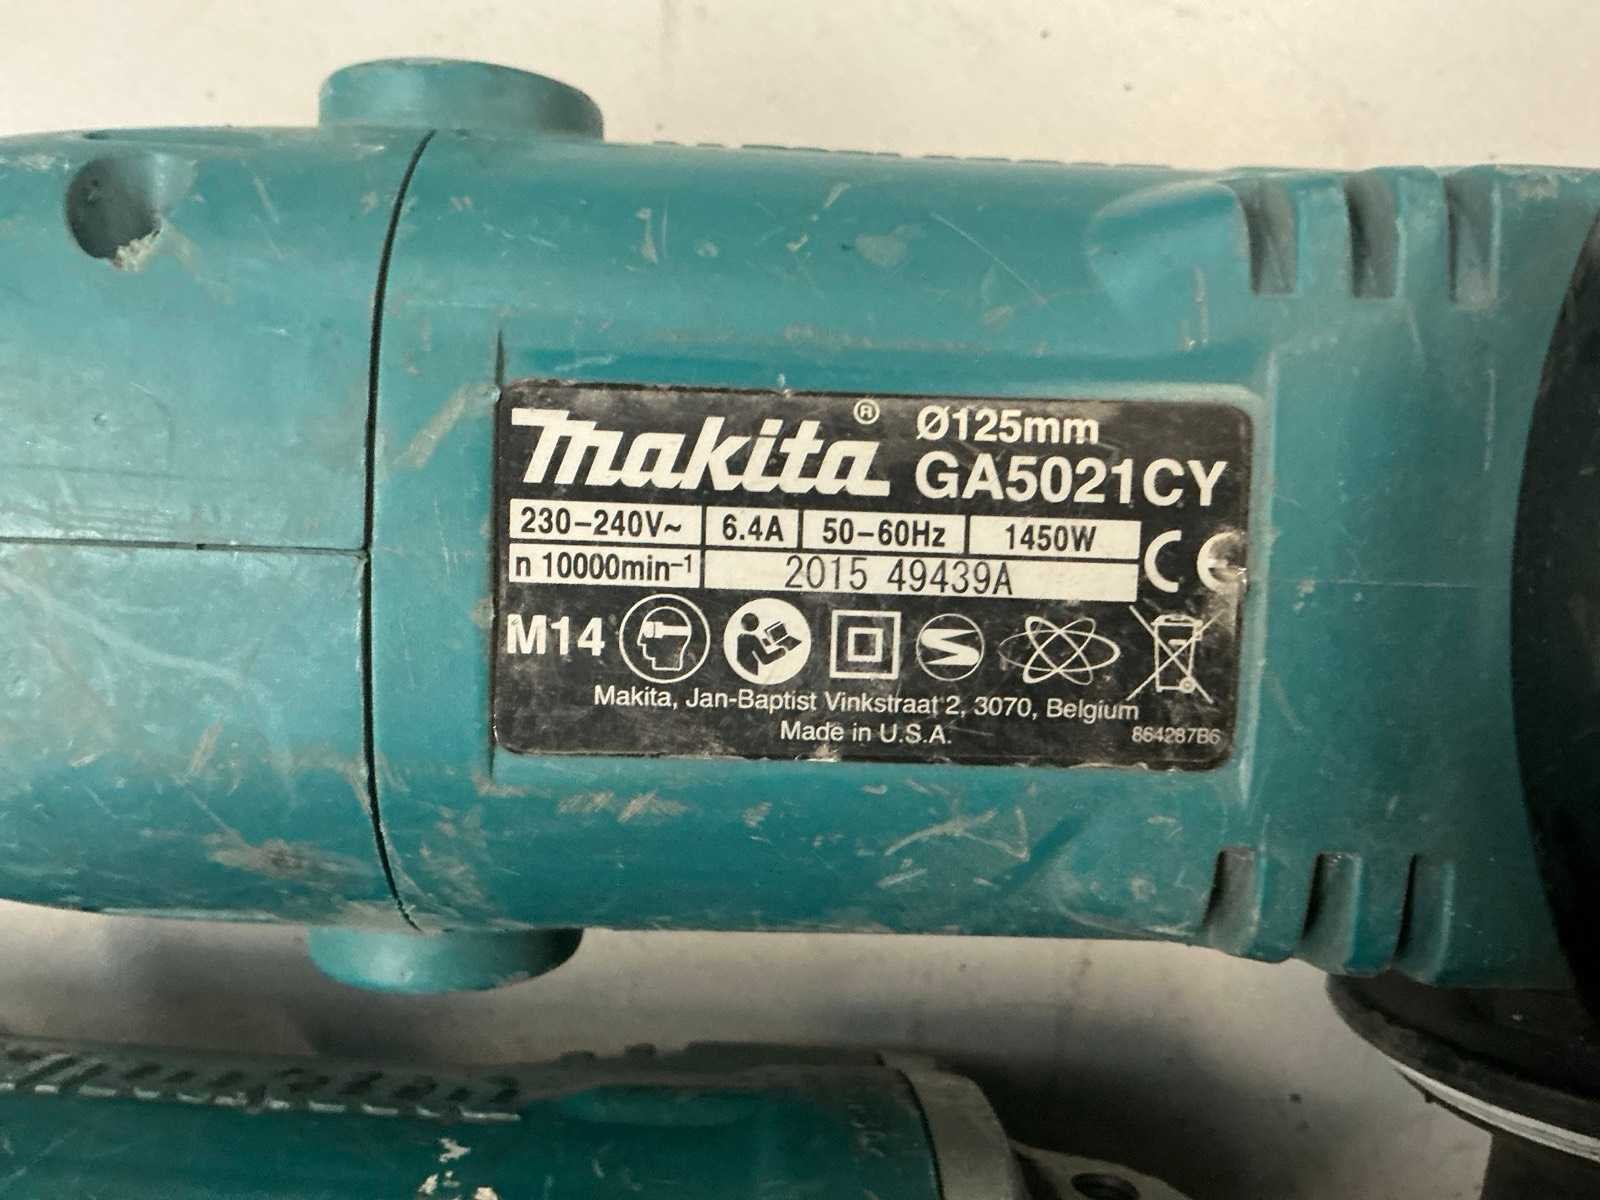 makita® Ø125mm
GA5021CY
230-240V~ 6.4A 50-60Hz 1450W
n 10000min⁻¹ 2015 49439A
CE
M14 S
Makita, Jan-Baptist Vinkstraat 2, 3070, Belgium
Made in U.S.A. 864287B6